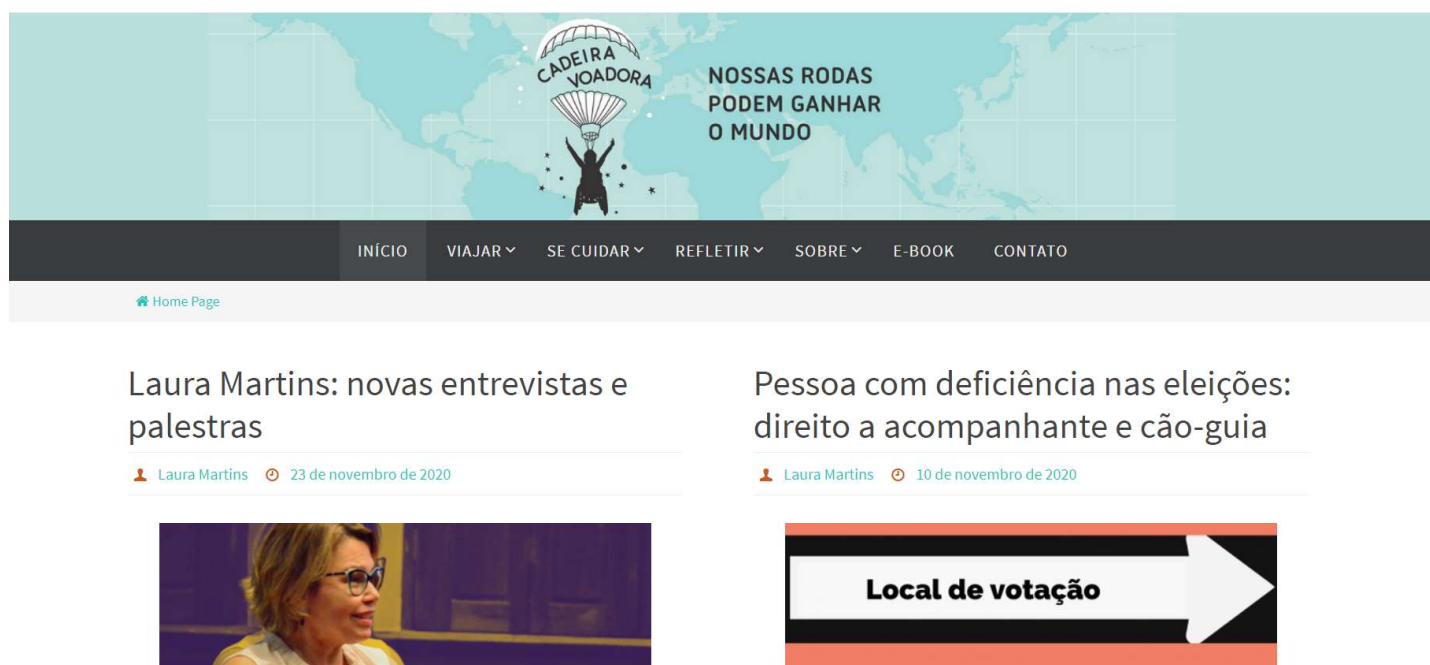 CADEIRA
VOADORA
NOSSAS RODAS
PODEM GANHAR
O MUNDO
INÍCIO VIAJAR SE CUIDAR REFLETIR SOBRE E-BOOK CONTATO
Home Page
Laura Martins: novas entrevistas e
palestras
Laura Martins 23 de novembro de 2020
Pessoa com deficiência nas eleições:
direito a acompanhante e cão-guia
Laura Martins 10 de novembro de 2020
Local de votação